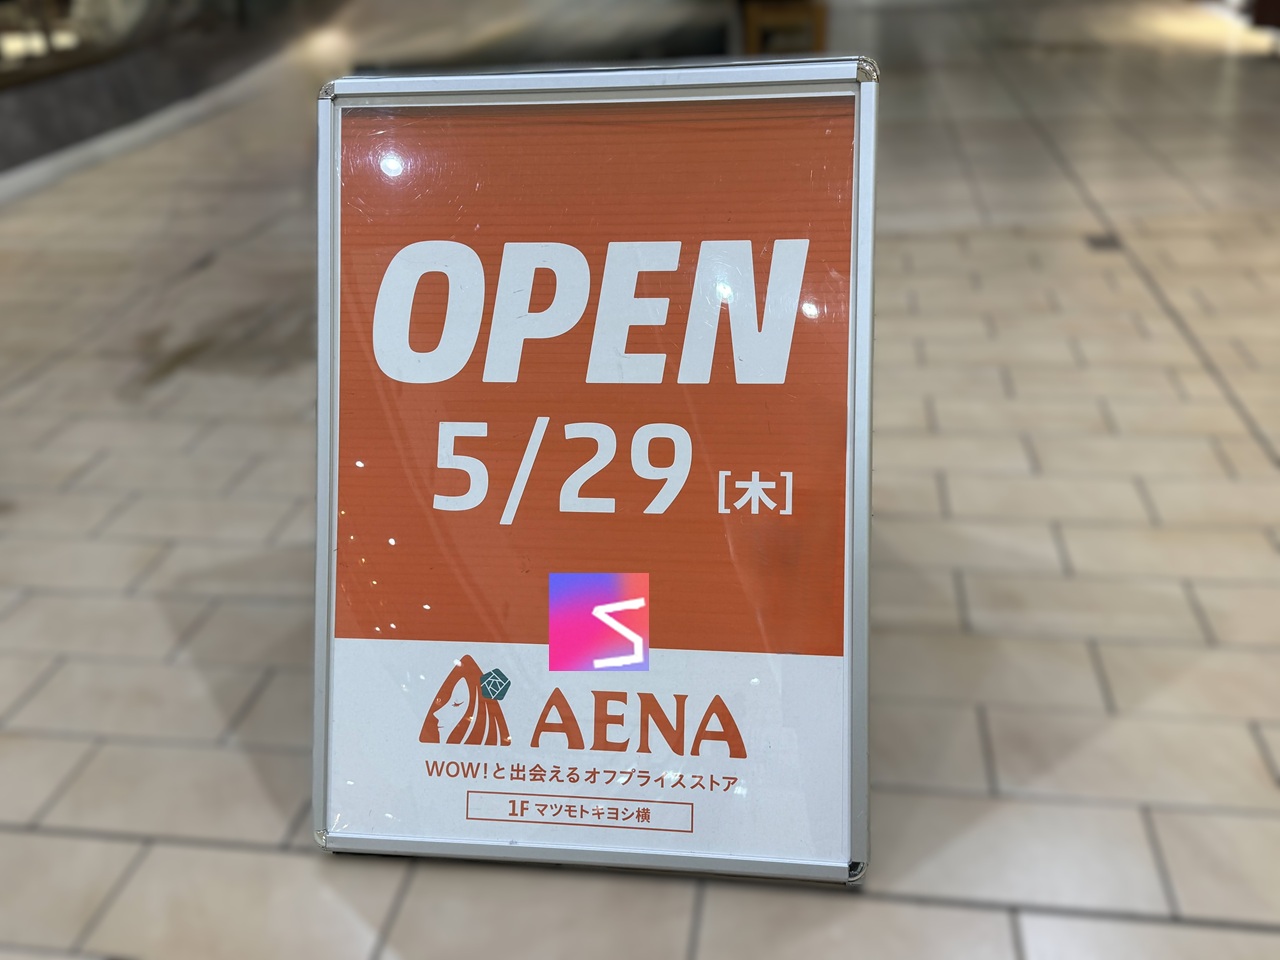 OPEN
5/29 [木]
AENA
WOW!と出会えるオフプライスストア
1F マツモトキヨシ横